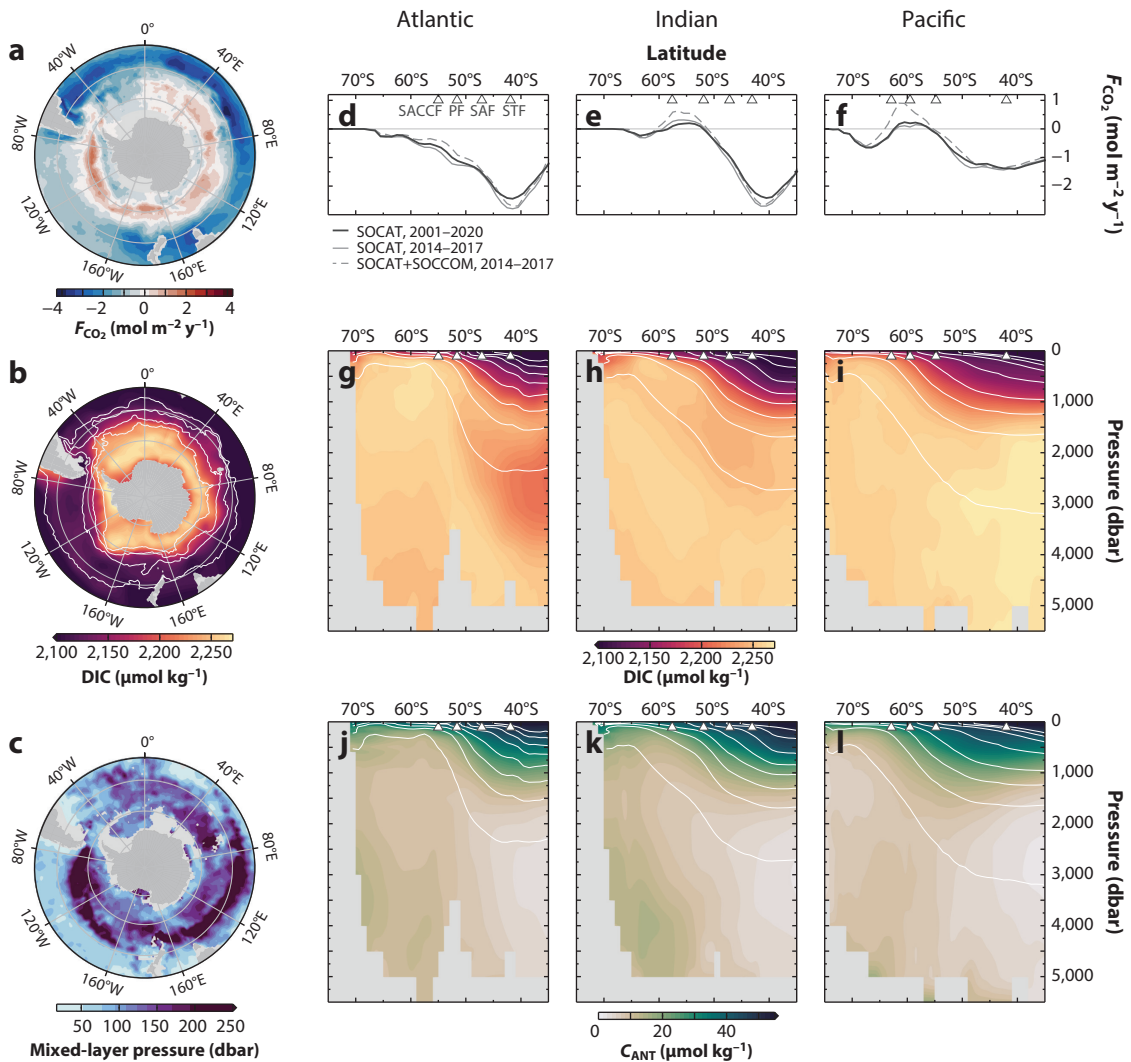 Atlantic
Indian
Pacific
Latitude
a
0°
40°W
40°E
80°W
80°E
120°W
120°E
160°W
160°E
−4 −2 0 2 4
F_CO₂ (mol m⁻² y⁻¹)
70°S 60°S 50°S 40°S
70°S 60°S 50°S 40°S
70°S 60°S 50°S 40°S
d
SACCF PF SAF STF
e
f
1
0
−1
−2
F_CO₂ (mol m⁻² y⁻¹)
SOCAT, 2001–2020
SOCAT, 2014–2017
SOCAT+SOCCOM, 2014–2017
b
0°
40°W
40°E
80°W
80°E
120°W
120°E
160°W
160°E
2,100 2,150 2,200 2,250
DIC (µmol kg⁻¹)
70°S 60°S 50°S 40°S
70°S 60°S 50°S 40°S
70°S 60°S 50°S 40°S
g
h
i
0
1,000
2,000
3,000
4,000
5,000
Pressure (dbar)
2,100 2,150 2,200 2,250
DIC (µmol kg⁻¹)
c
0°
40°W
40°E
80°W
80°E
120°W
120°E
160°W
160°E
50 100 150 200 250
Mixed-layer pressure (dbar)
70°S 60°S 50°S 40°S
70°S 60°S 50°S 40°S
70°S 60°S 50°S 40°S
j
k
l
0
1,000
2,000
3,000
4,000
5,000
Pressure (dbar)
0 20 40
C_ANT (µmol kg⁻¹)